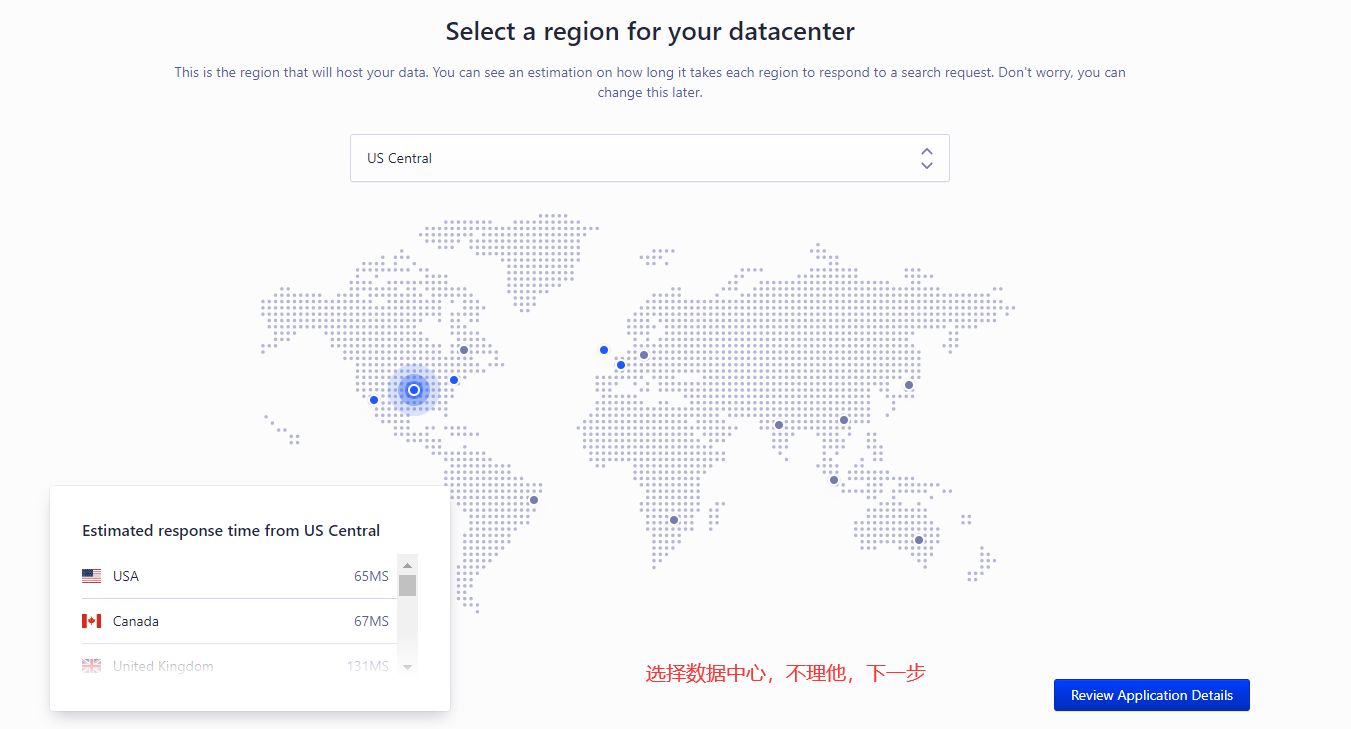 Select a region for your datacenter
This is the region that will host your data. You can see an estimation on how long it takes each region to respond to a search request. Don't worry, you can
change this later.
US Central
Estimated response time from US Central
USA 65MS
Canada 67MS
United Kingdom 131MS
选择数据中心，不理他，下一步
Review Application Details